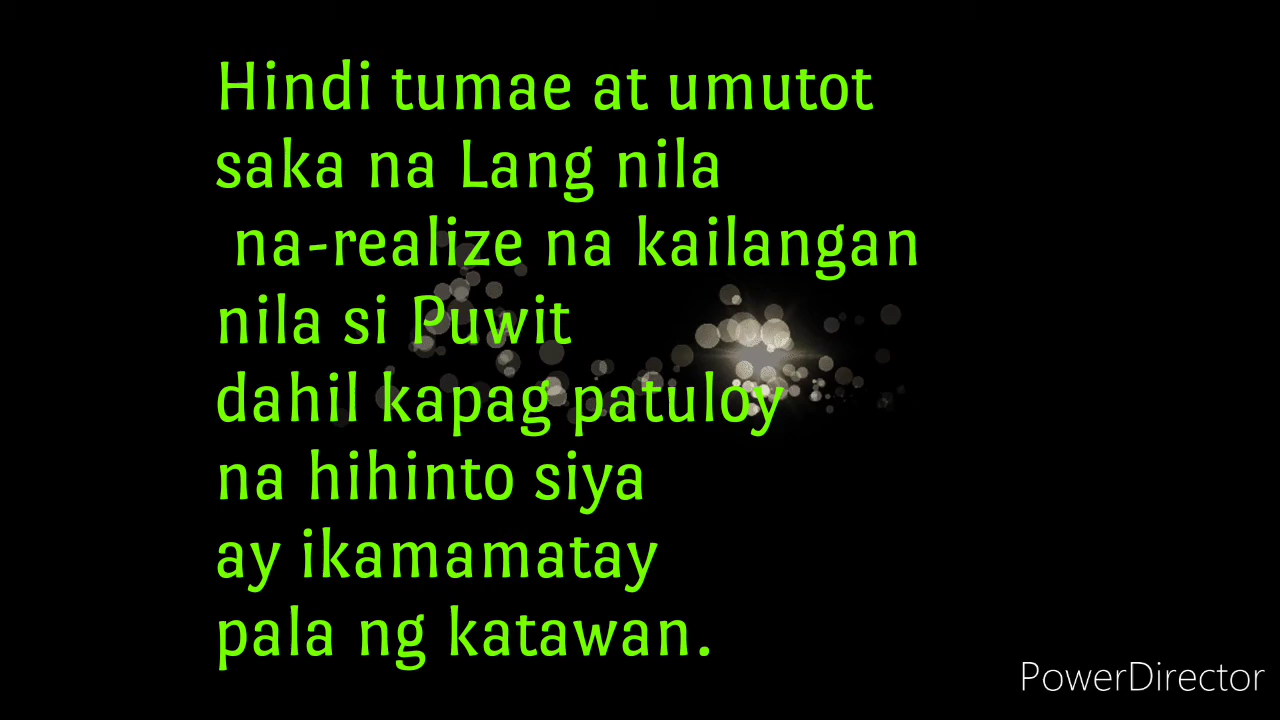 Hindi tumae at umutot
saka na Lang nila
na-realize na kailangan
nila si Puwit
dahil kapag patuloy
na hihinto siya
ay ikamamatay
pala ng katawan.
PowerDirector